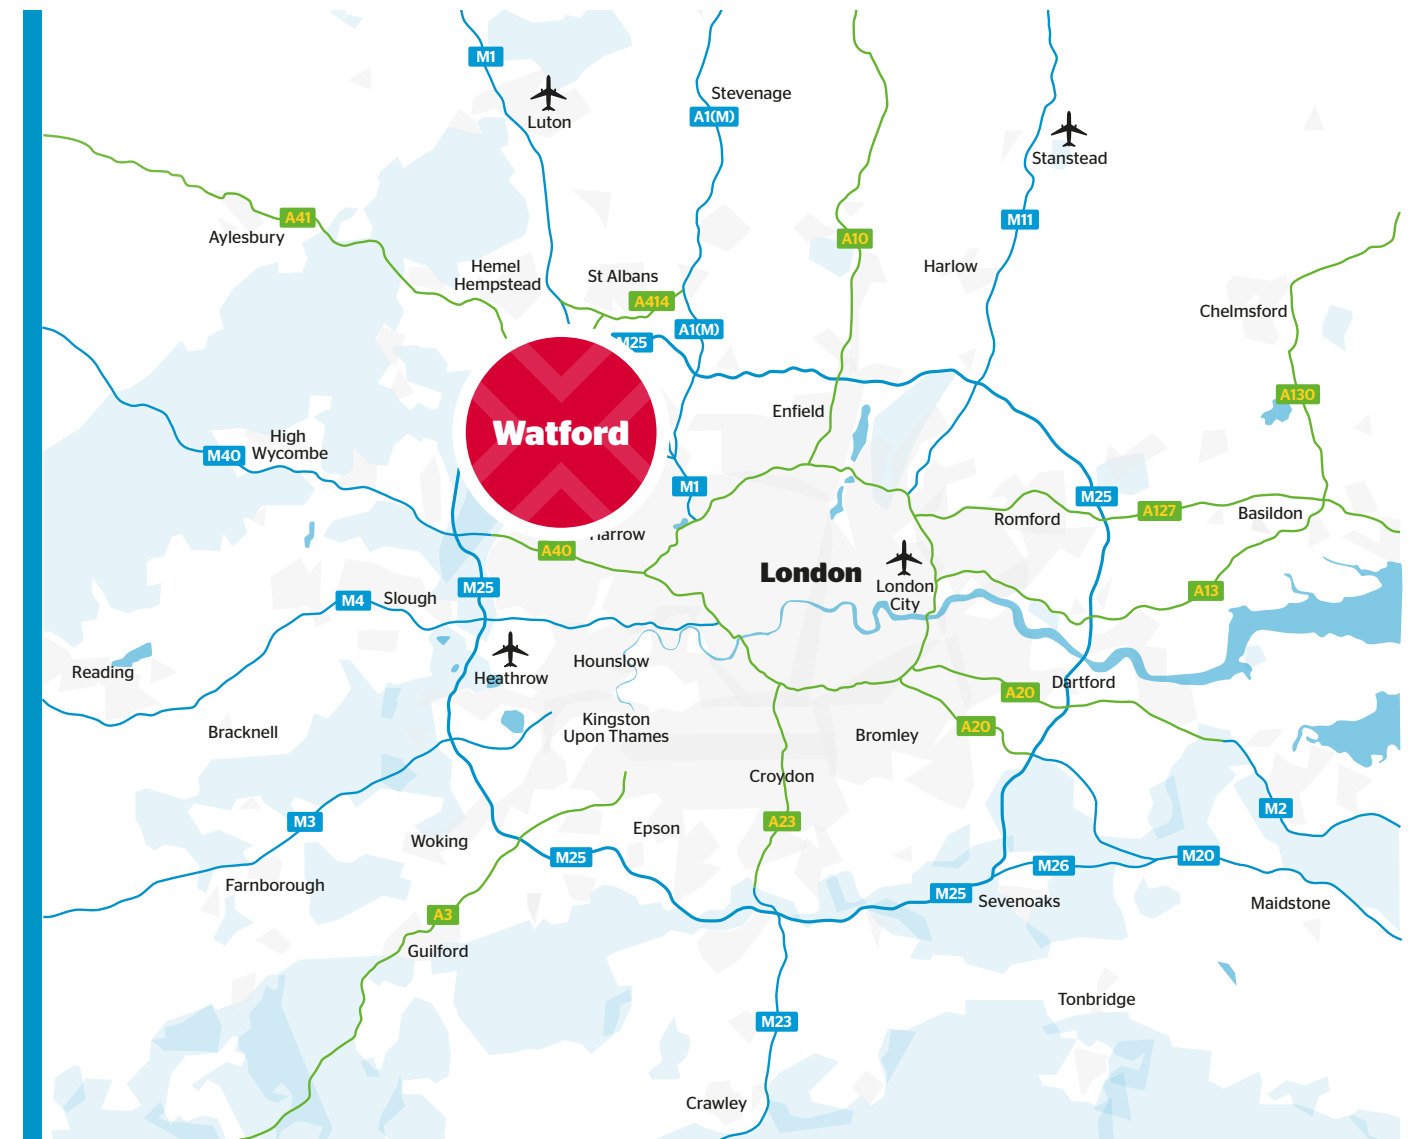 M1
Stevenage
A1(M)
Luton
Stanstead
A41
M11
Aylesbury
A10
Hemel
Hempstead
St Albans
Harlow
A414
Chelmsford
A1(M)
M25
A130
Enfield
Watford
High
Wycombe
M40
M1
M25
A127
Basildon
Romford
Harrow
A40
London
M25
London
City
A13
M4
Slough
Hounslow
Reading
Heathrow
Dartford
A20
Kingston
Upon Thames
A20
Bracknell
Bromley
Croydon
M2
M3
A23
Epson
Woking
M25
M20
M26
Farnborough
M25
Sevenoaks
Maidstone
A3
Guilford
Tonbridge
M23
Crawley